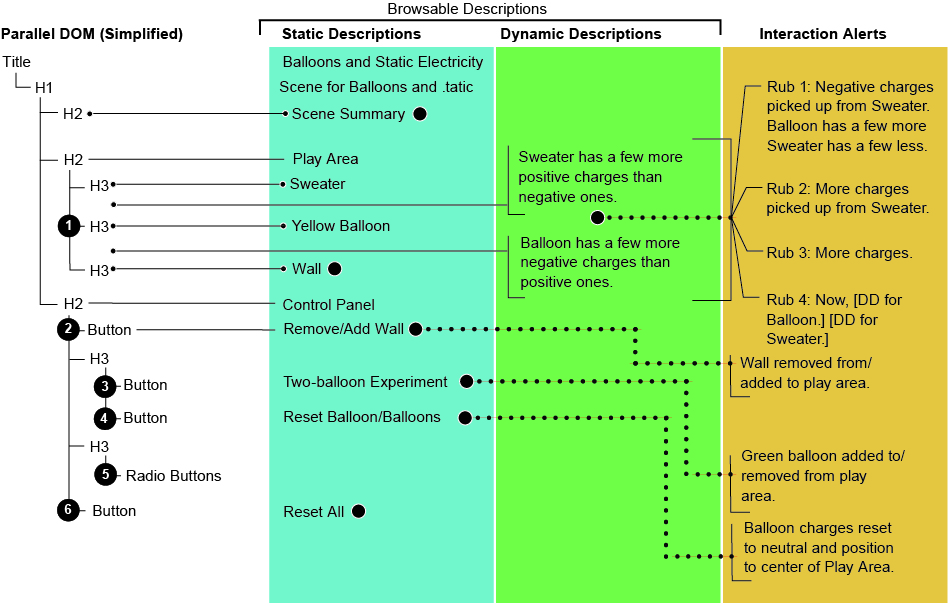 Browsable Descriptions
Parallel DOM (Simplified)
Static Descriptions
Dynamic Descriptions
Interaction Alerts
Title
H1
H2
H2
H3
1 H3
H3
H2
2 Button
H3
3 Button
4 Button
H3
5 Radio Buttons
6 Button
Balloons and Static Electricity
Scene for Balloons and .tatic
Scene Summary
Play Area
Sweater
Yellow Balloon
Wall
Control Panel
Remove/Add Wall
Two-balloon Experiment
Reset Balloon/Balloons
Reset All
Sweater has a few more
positive charges than
negative ones.
Balloon has a few more
negative charges than
positive ones.
Rub 1: Negative charges
picked up from Sweater.
Balloon has a few more
Sweater has a few less.
Rub 2: More charges
picked up from Sweater.
Rub 3: More charges.
Rub 4: Now, [DD for
Balloon.] [DD for
Sweater.]
Wall removed from/
added to play area.
Green balloon added to/
removed from play
area.
Balloon charges reset
to neutral and position
to center of Play Area.